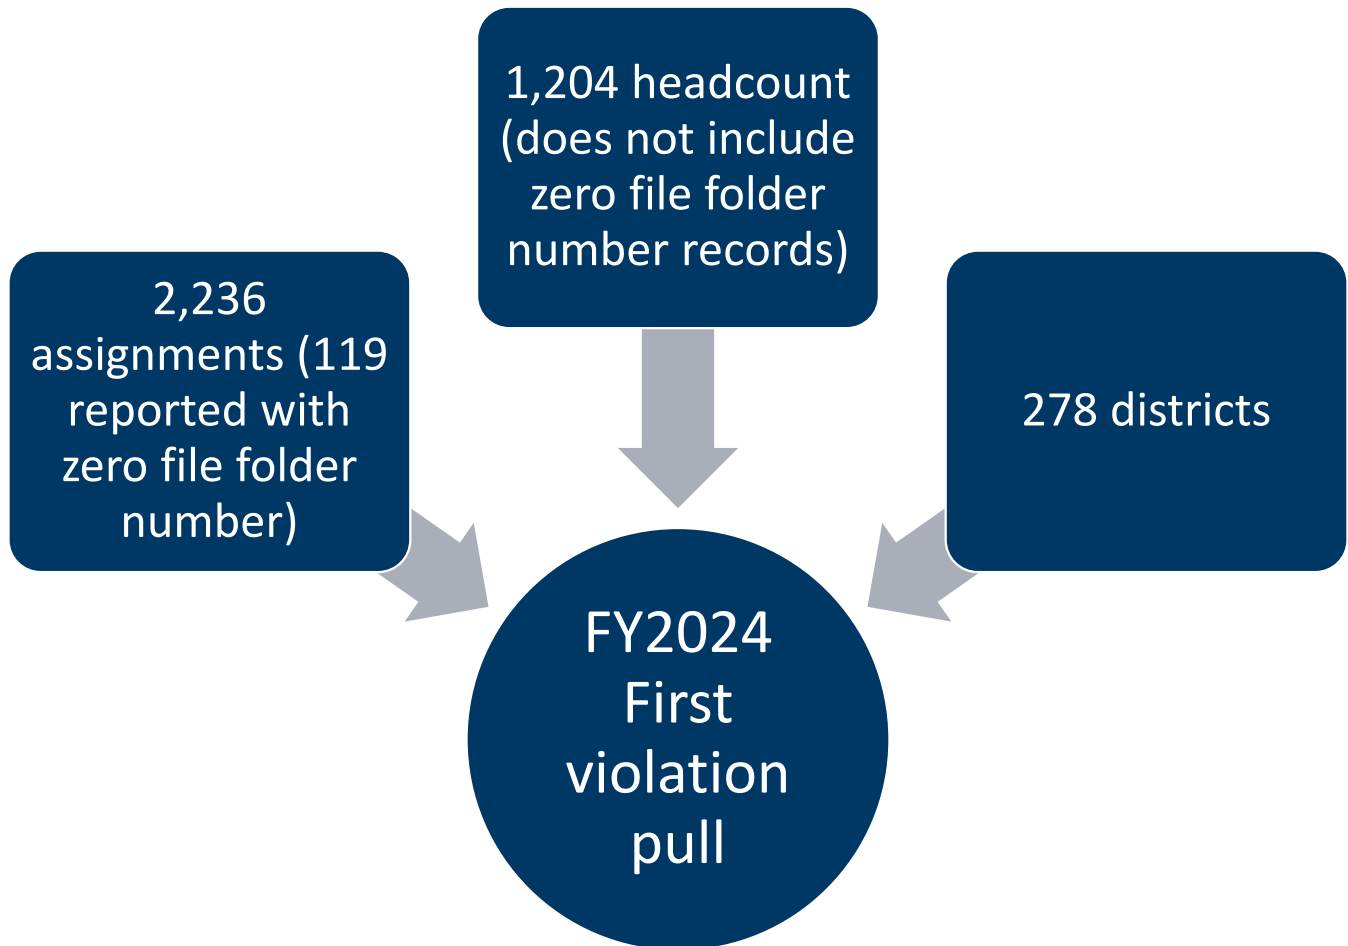 1,204 headcount
(does not include
zero file folder
number records)
2,236
assignments (119
reported with
zero file folder
number)
278 districts
FY2024
First
violation
pull